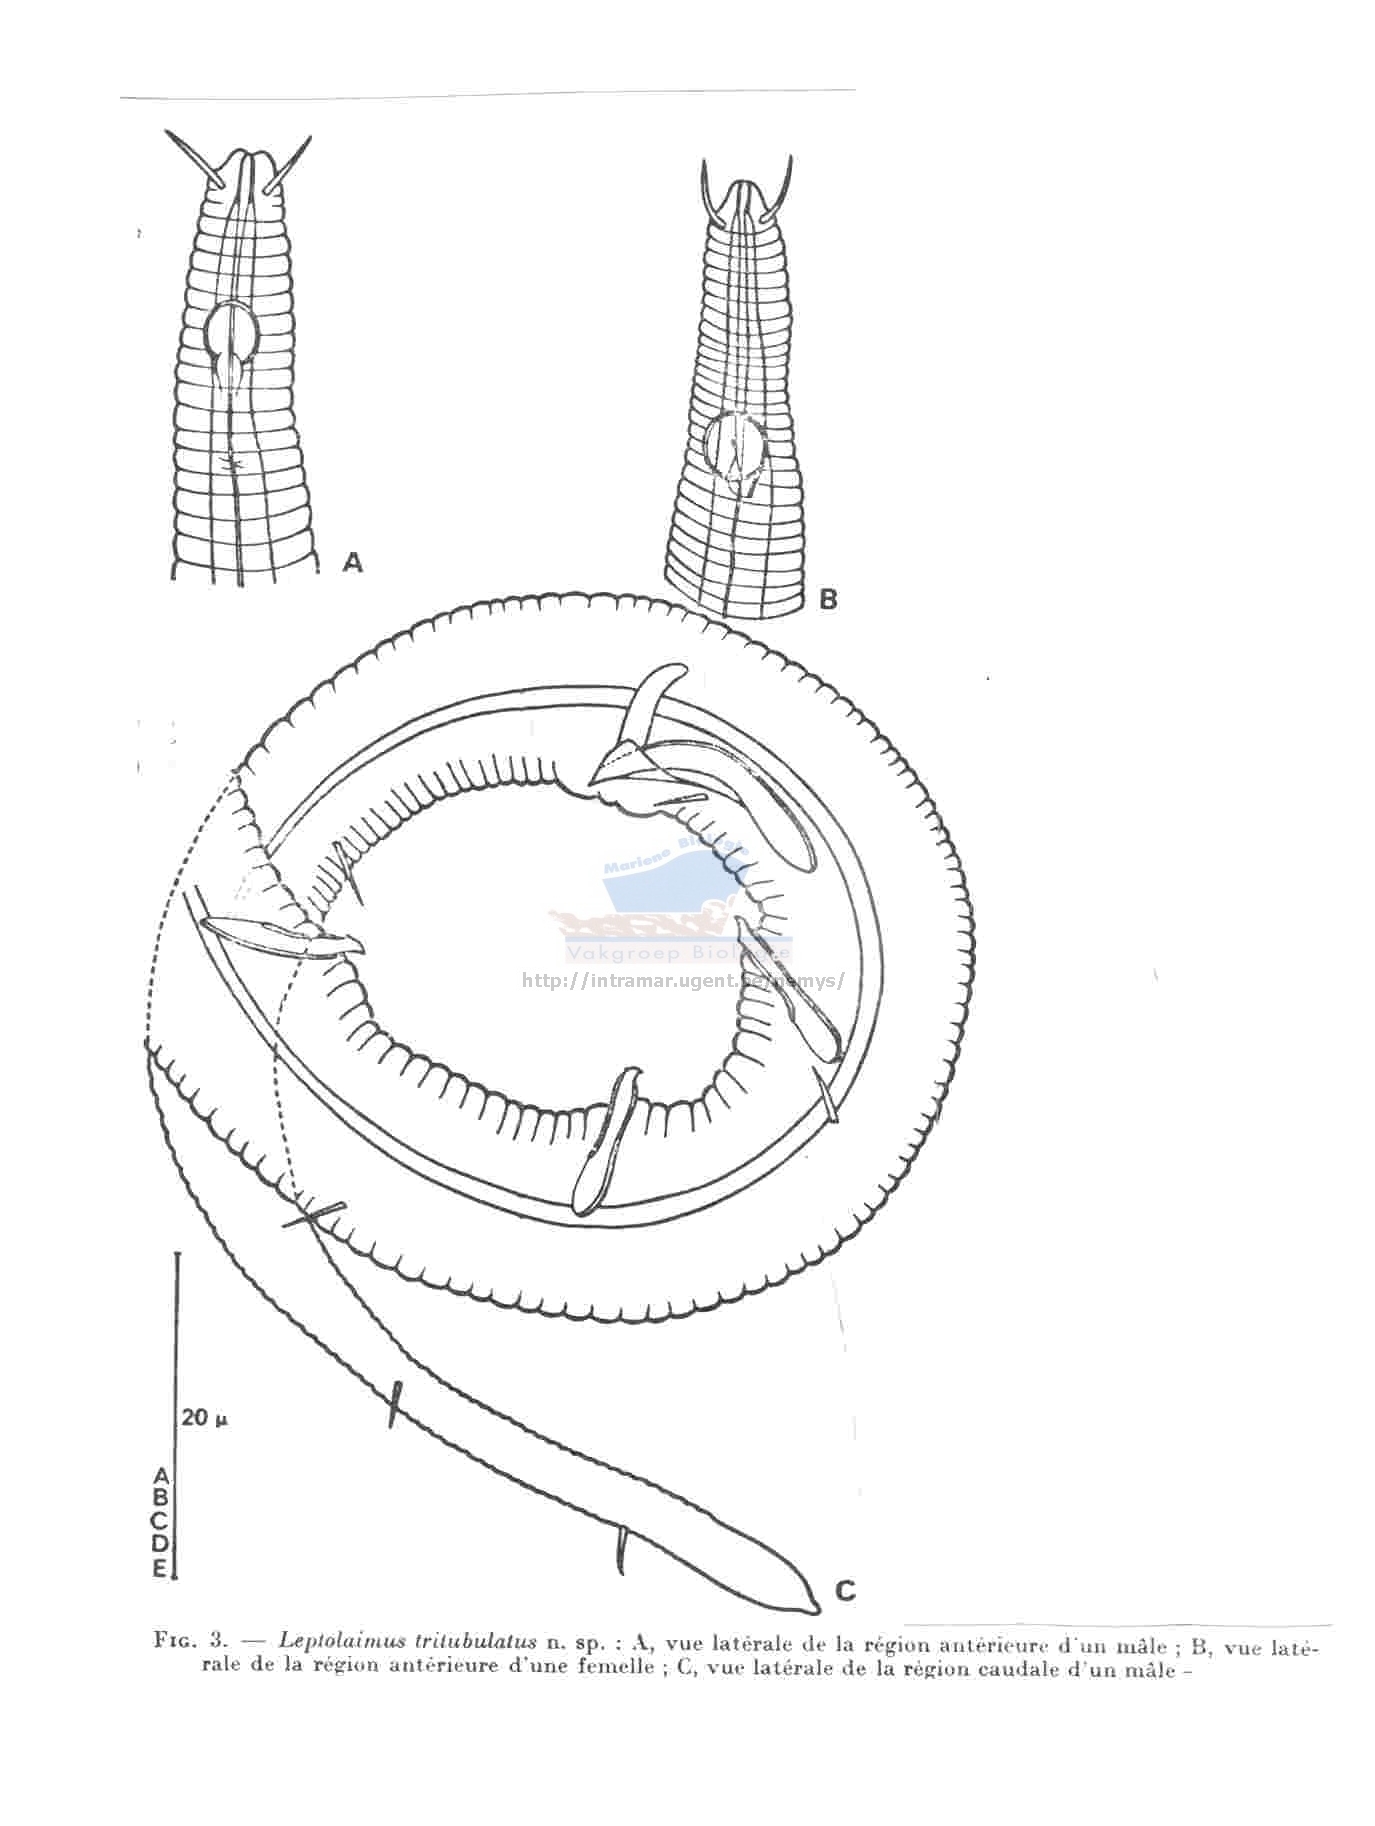 A
B
Mariene Biologie
Vakgroep Biologie
http://intramar.ugent.be/nemys/
20 μ
A
B
C
D
E
C
FIG. 3. — Leptolaimus tritubulatus n. sp. : A, vue latérale de la région antérieure d'un mâle ; B, vue laté-
rale de la région antérieure d'une femelle ; C, vue latérale de la région caudale d'un mâle -